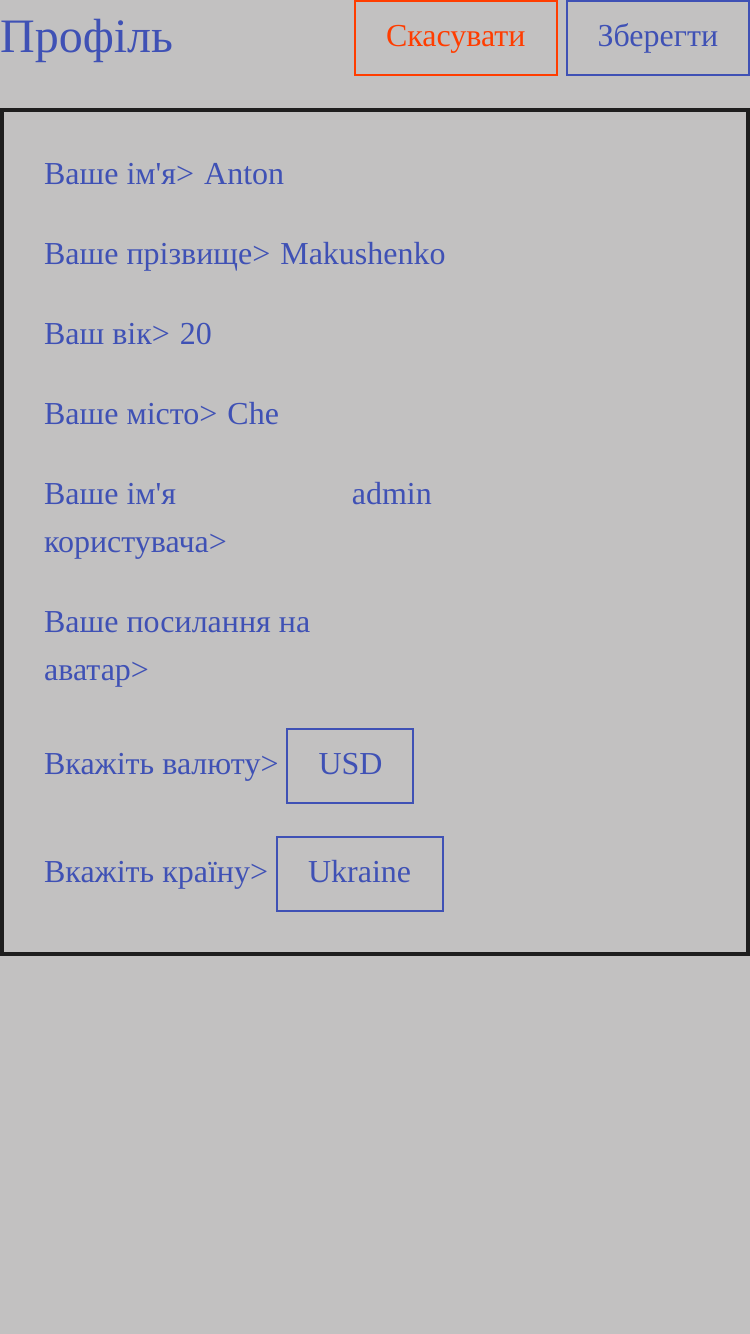 Профіль Скасувати Зберегти
Ваше ім'я> Anton
Ваше прізвище> Makushenko
Ваш вік> 20
Ваше місто> Che
Ваше ім'я admin
користувача>
Ваше посилання на
аватар>
Вкажіть валюту> USD
Вкажіть країну> Ukraine